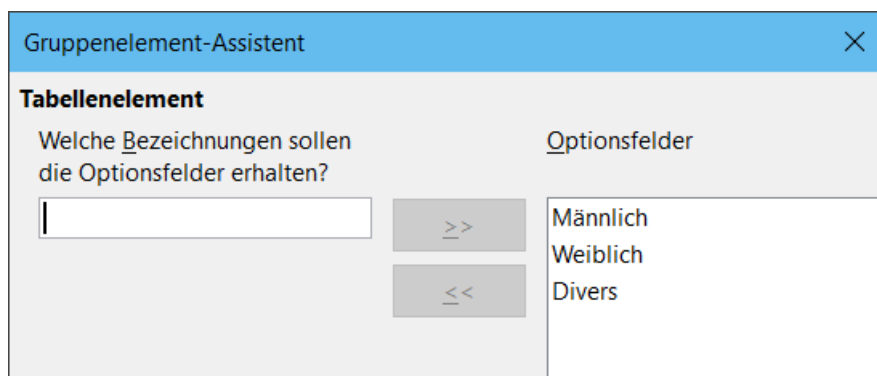 Gruppenelement-Assistent
Tabellenelement
Welche Bezeichnungen sollen
die Optionsfelder erhalten?
Optionsfelder
>>
<<
Männlich
Weiblich
Divers